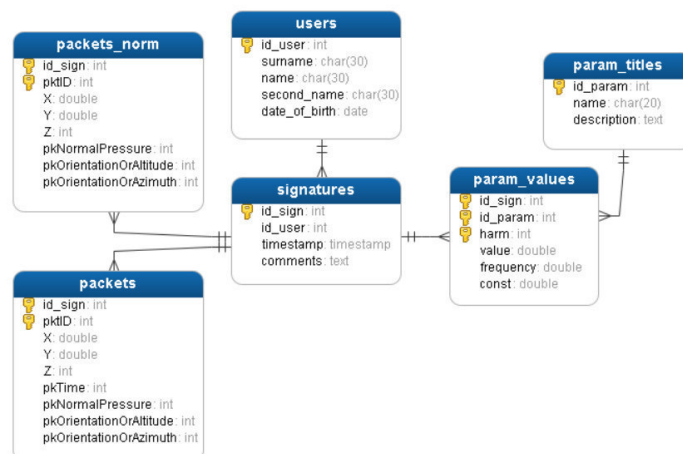 packets_norm
id_sign: int
pktID: int
X: double
Y: double
Z: int
pkNormalPressure: int
pkOrientationOrAltitude: int
pkOrientationOrAzimuth: int
users
id_user: int
surname: char(30)
name: char(30)
second_name: char(30)
date_of_birth: date
param_titles
id_param: int
name: char(20)
description: text
signatures
id_sign: int
id_user: int
timestamp: timestamp
comments: text
param_values
id_sign: int
id_param: int
harm: int
value: double
frequency: double
const: double
packets
id_sign: int
pktID: int
X: double
Y: double
Z: int
pkTime: int
pkNormalPressure: int
pkOrientationOrAltitude: int
pkOrientationOrAzimuth: int